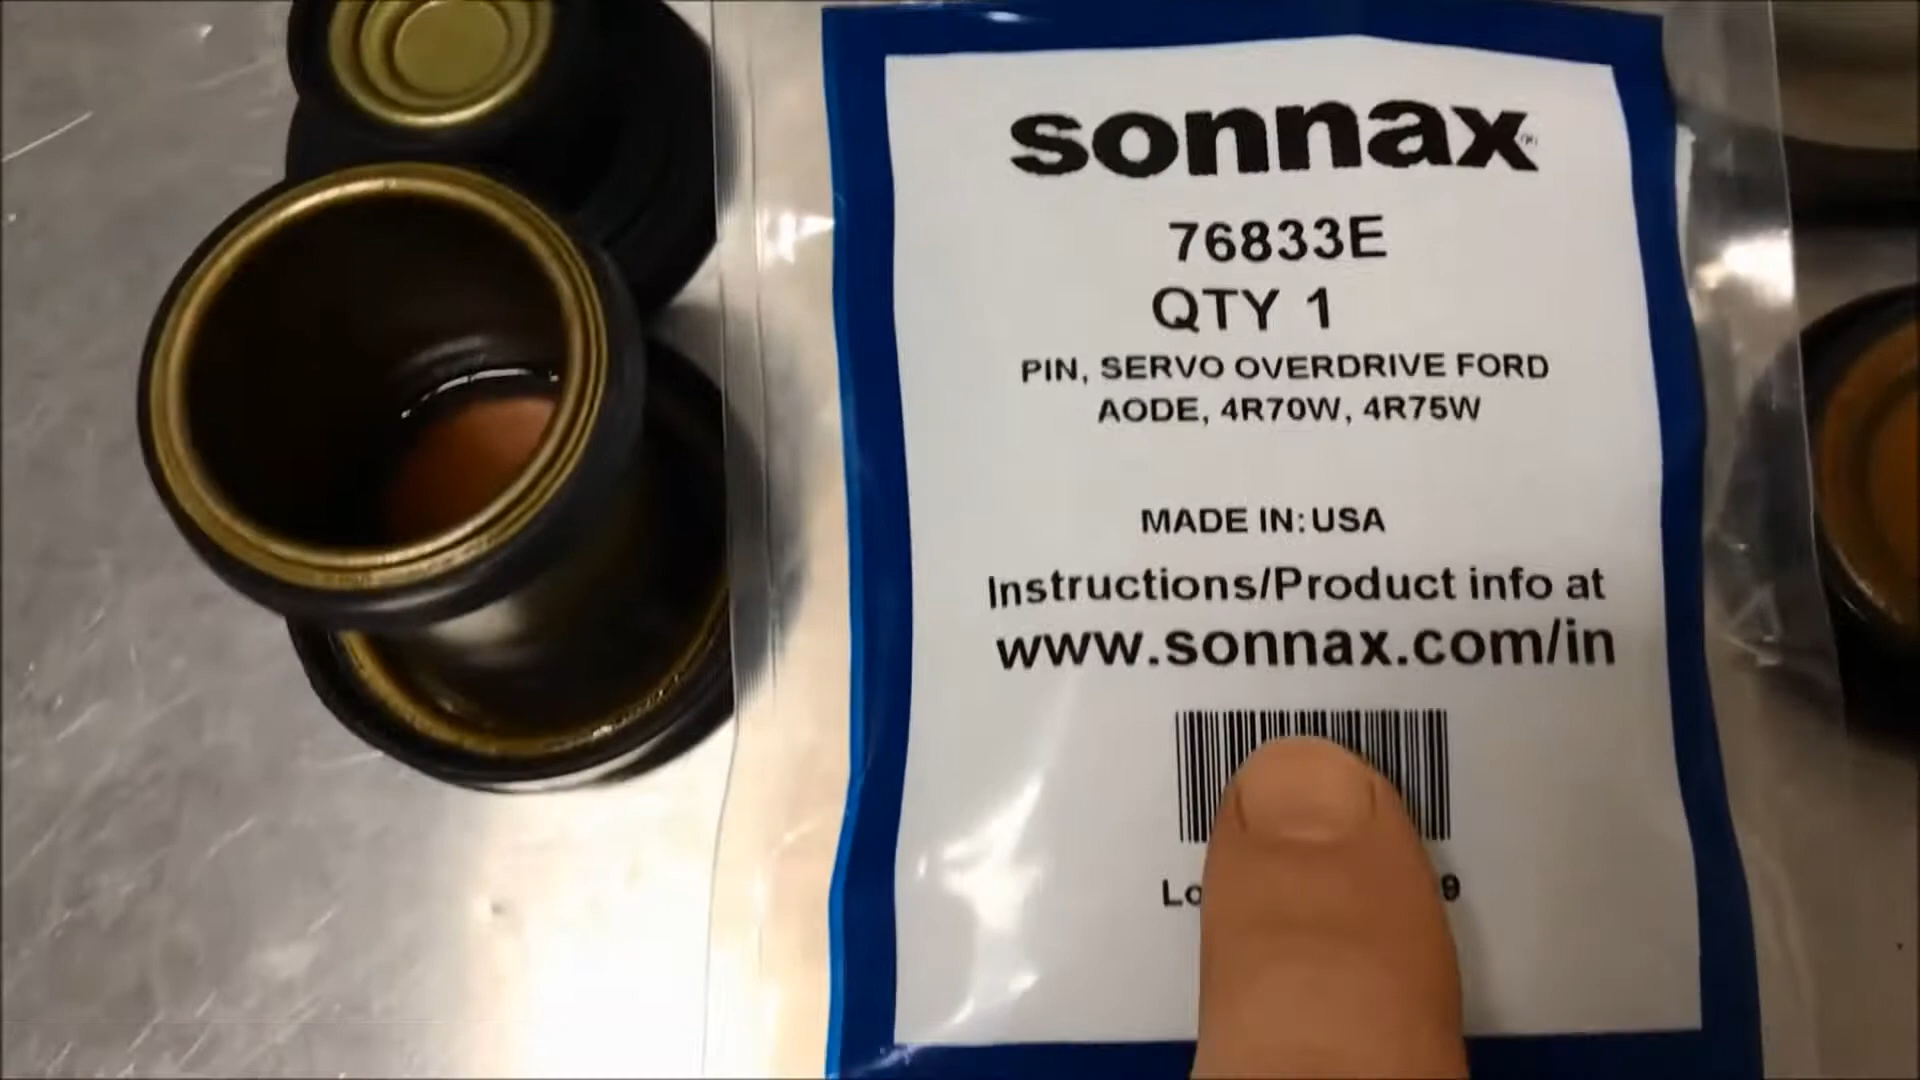 sonnax
76833E
QTY 1
PIN, SERVO OVERDRIVE FORD
AODE, 4R70W, 4R75W
MADE IN: USA
Instructions/Product info at
www.sonnax.com/in